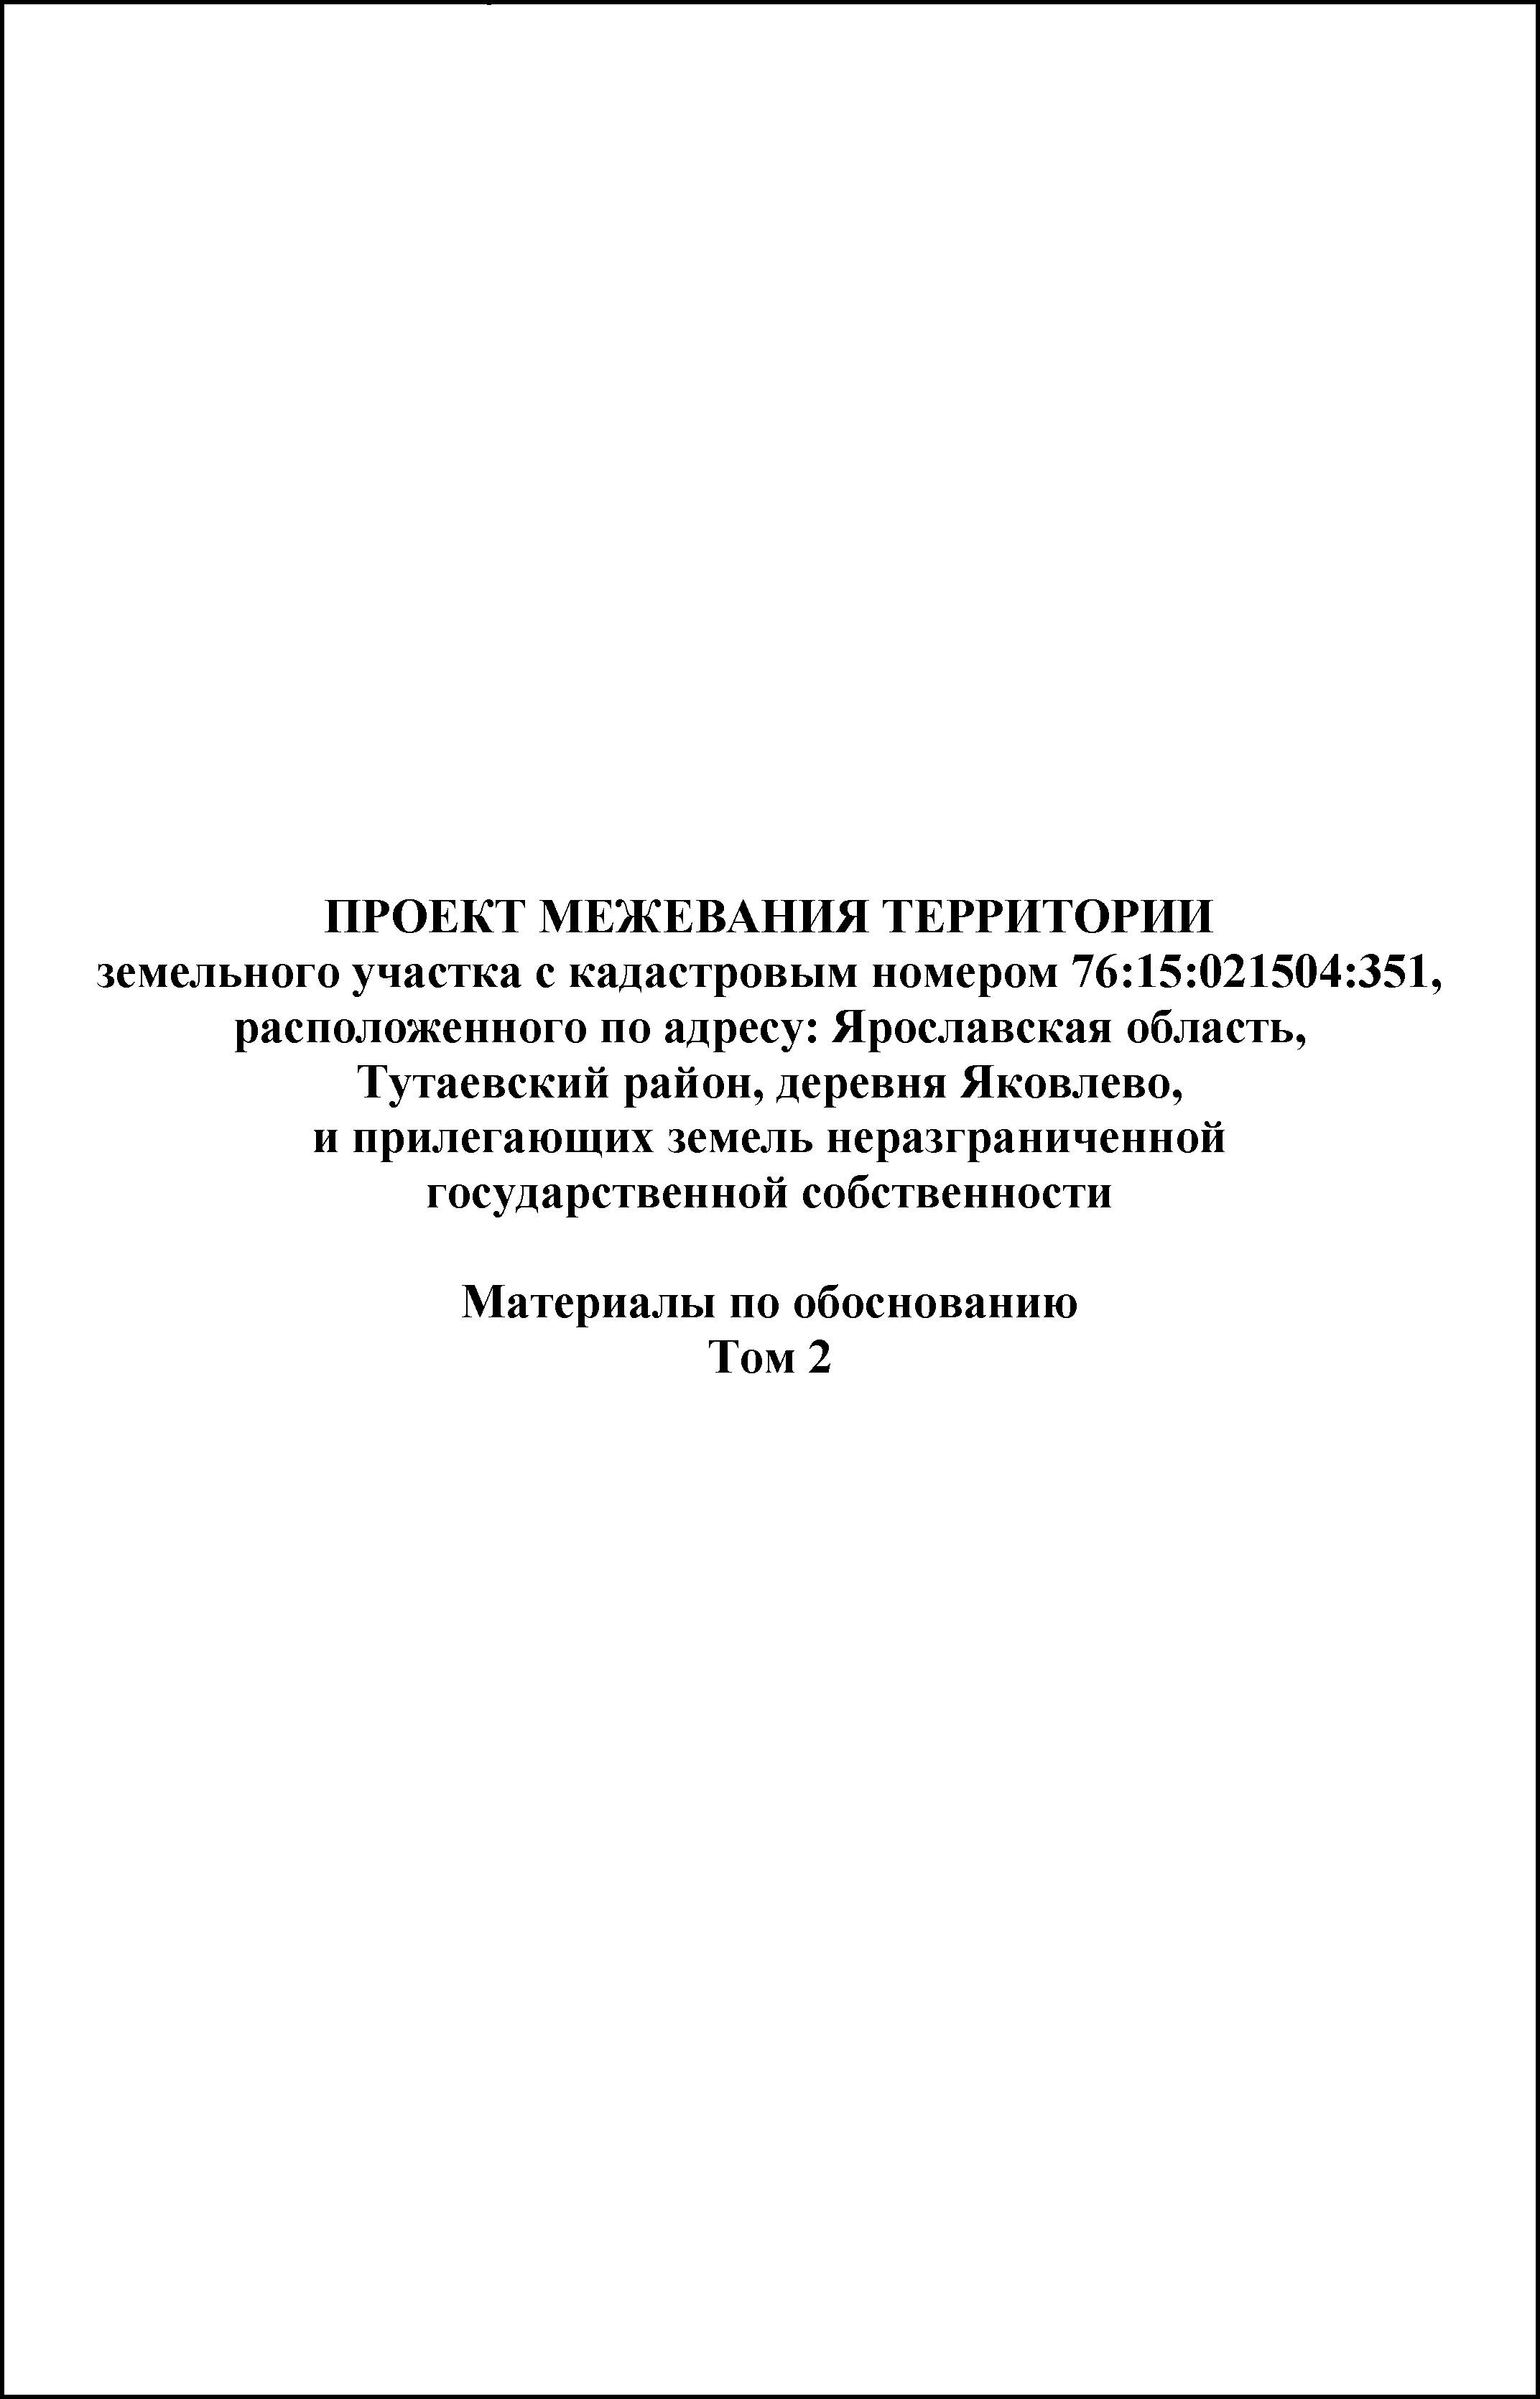 ПРОЕКТ МЕЖЕВАНИЯ ТЕРРИТОРИИ
земельного участка с кадастровым номером 76:15:021504:351,
расположенного по адресу: Ярославская область,
Тутаевский район, деревня Яковлево,
и прилегающих земель неразграниченной
государственной собственности
Материалы по обоснованию
Том 2